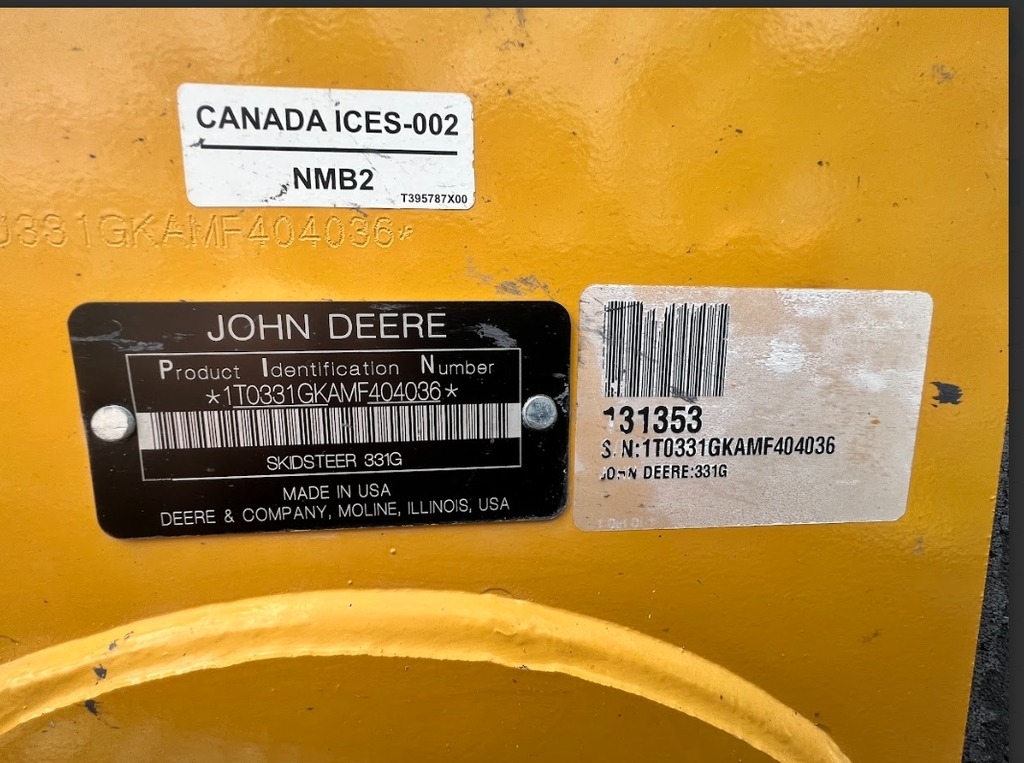 CANADA ICES-002
NMB2
T395787X00
0331GKAMF404036*
JOHN DEERE
Product Identification Number
*1T0331GKAMF404036*
SKIDSTEER 331G
MADE IN USA
DEERE & COMPANY, MOLINE, ILLINOIS, USA
131353
S.N:1T0331GKAMF404036
JOHN DEERE:331G